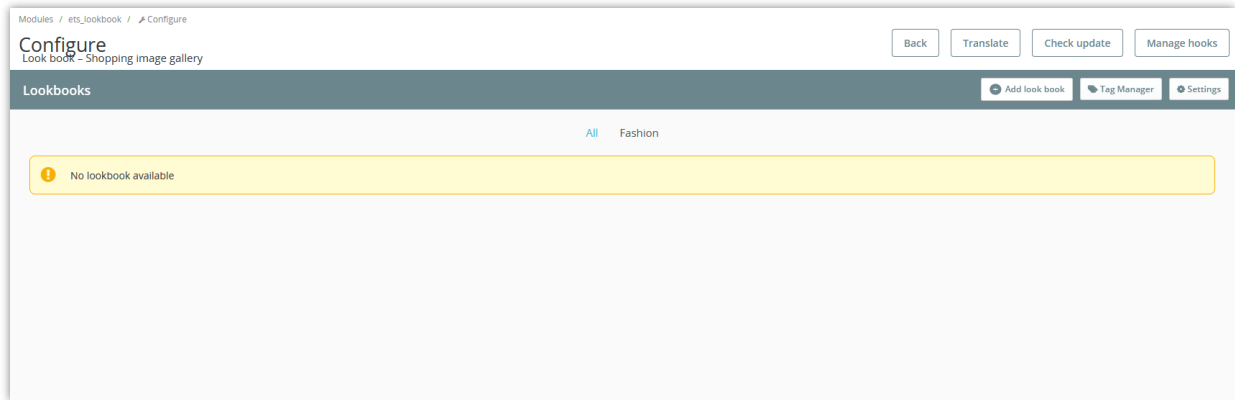 Modules / ets_lookbook / Configure
Configure
Look book – Shopping image gallery
Back Translate Check update Manage hooks
Lookbooks
Add look book Tag Manager Settings
All Fashion
No lookbook available